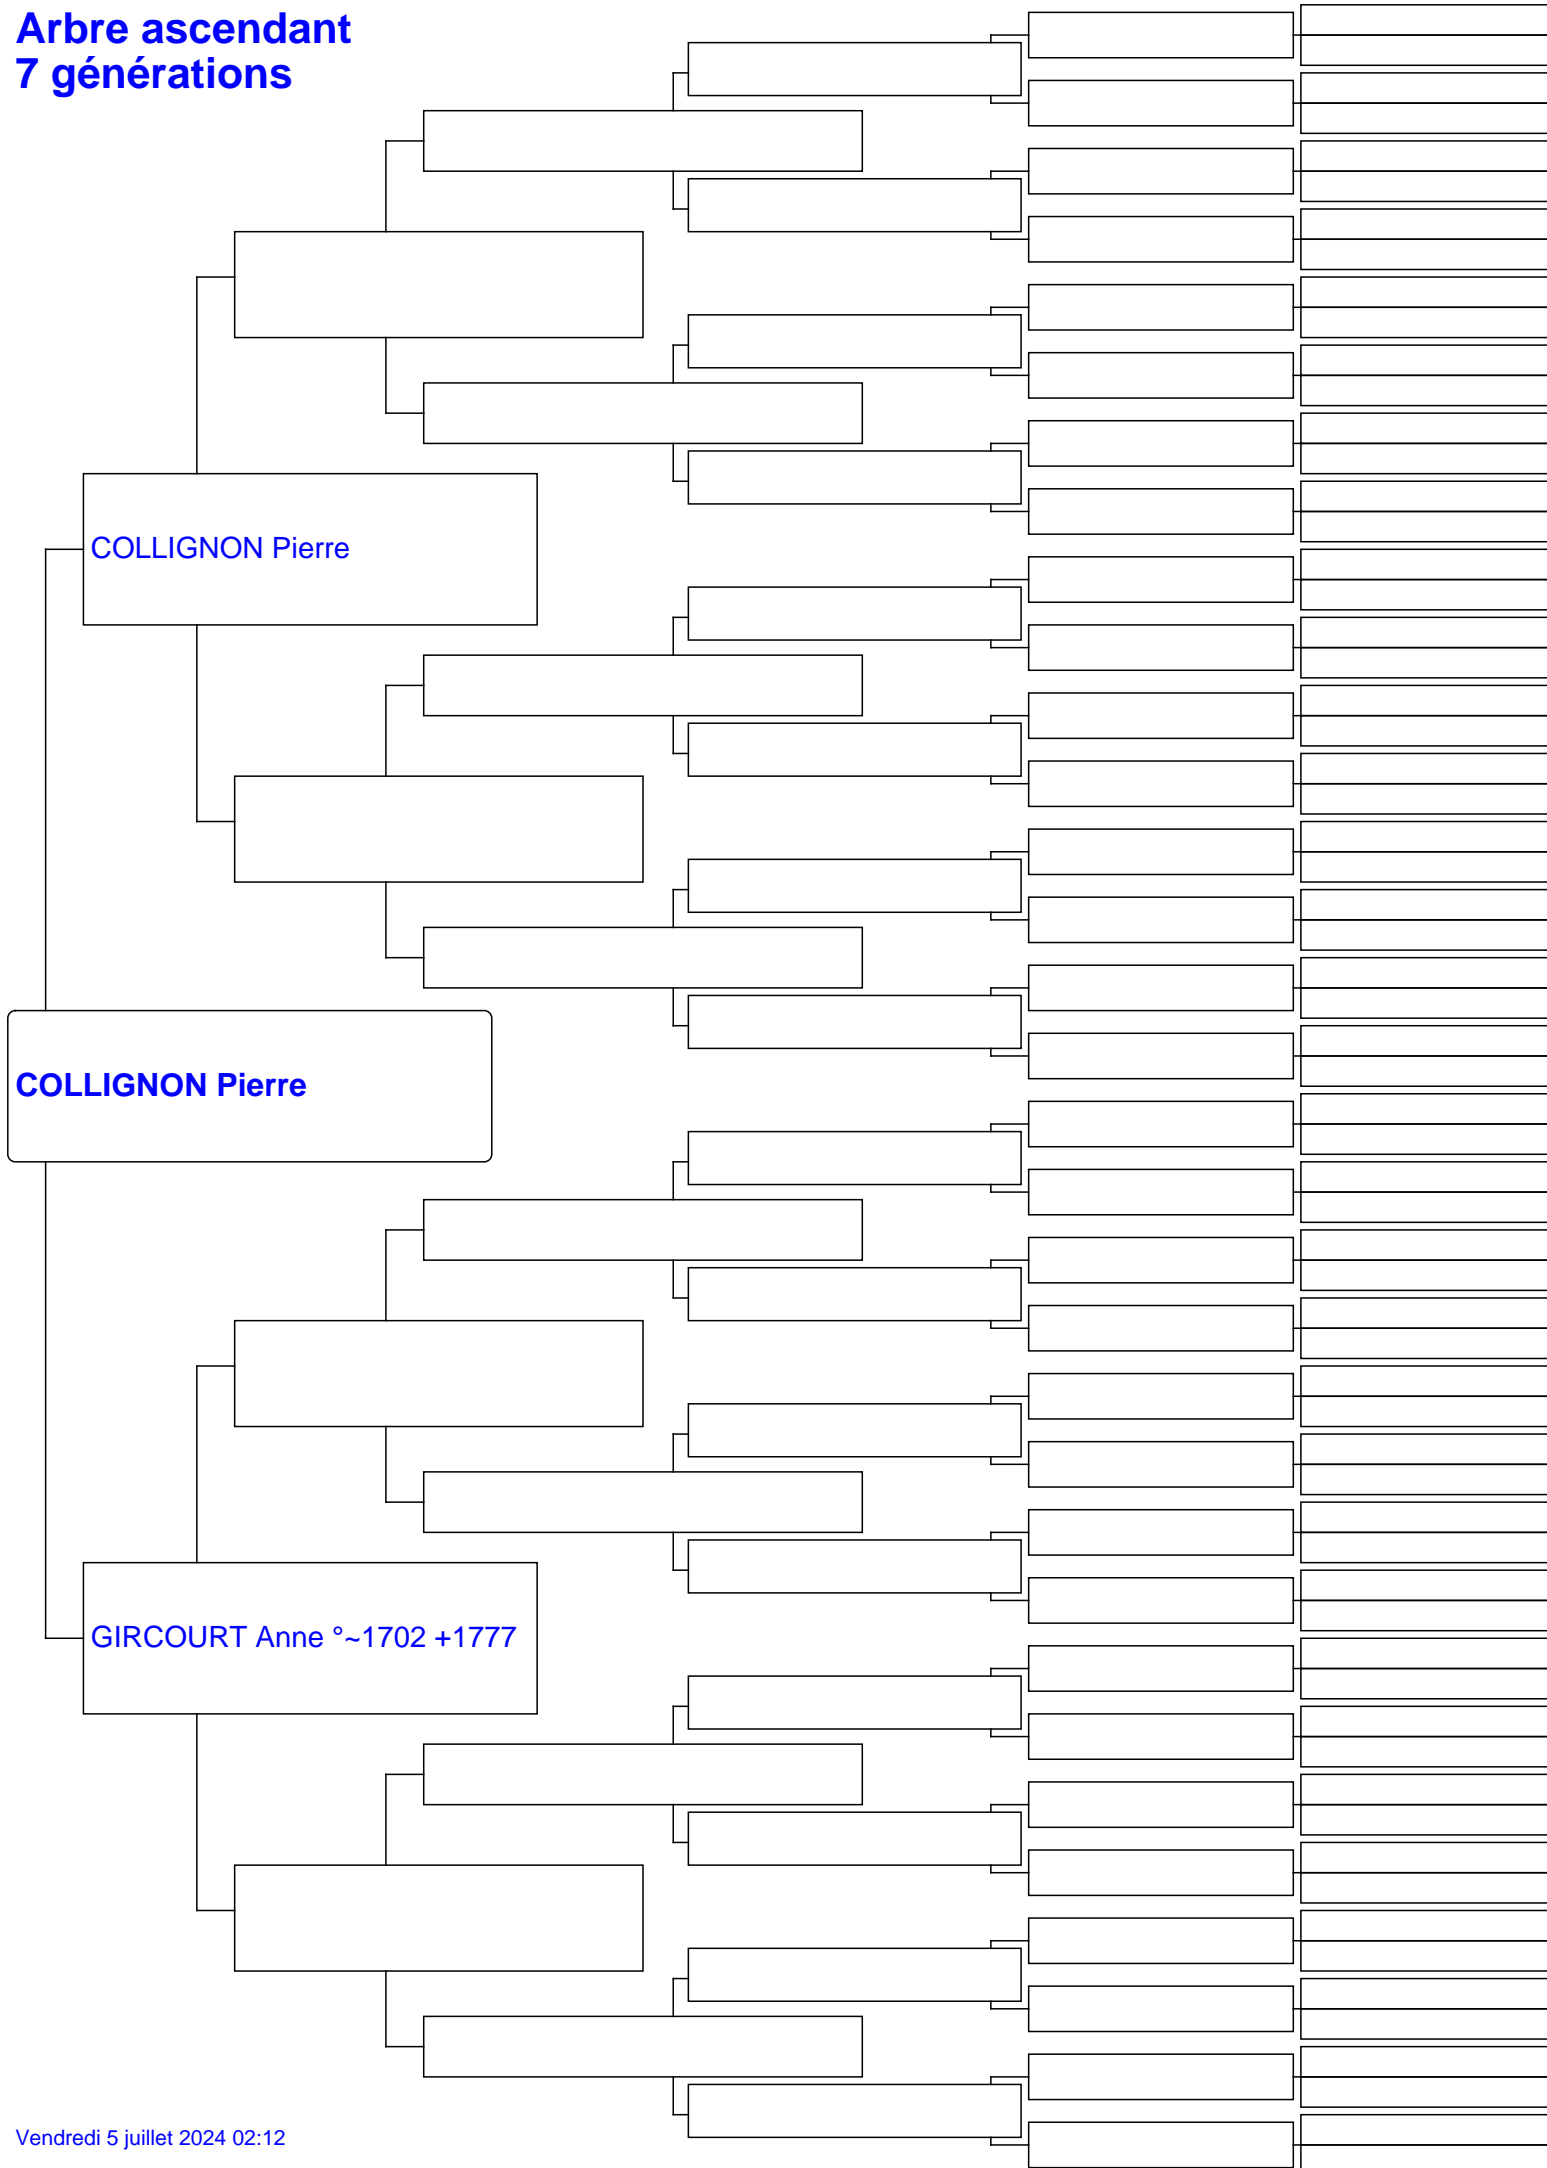 Arbre ascendant
7 générations
COLLIGNON Pierre
COLLIGNON Pierre
GIRCOURT Anne °~1702 +1777
Vendredi 5 juillet 2024 02:12